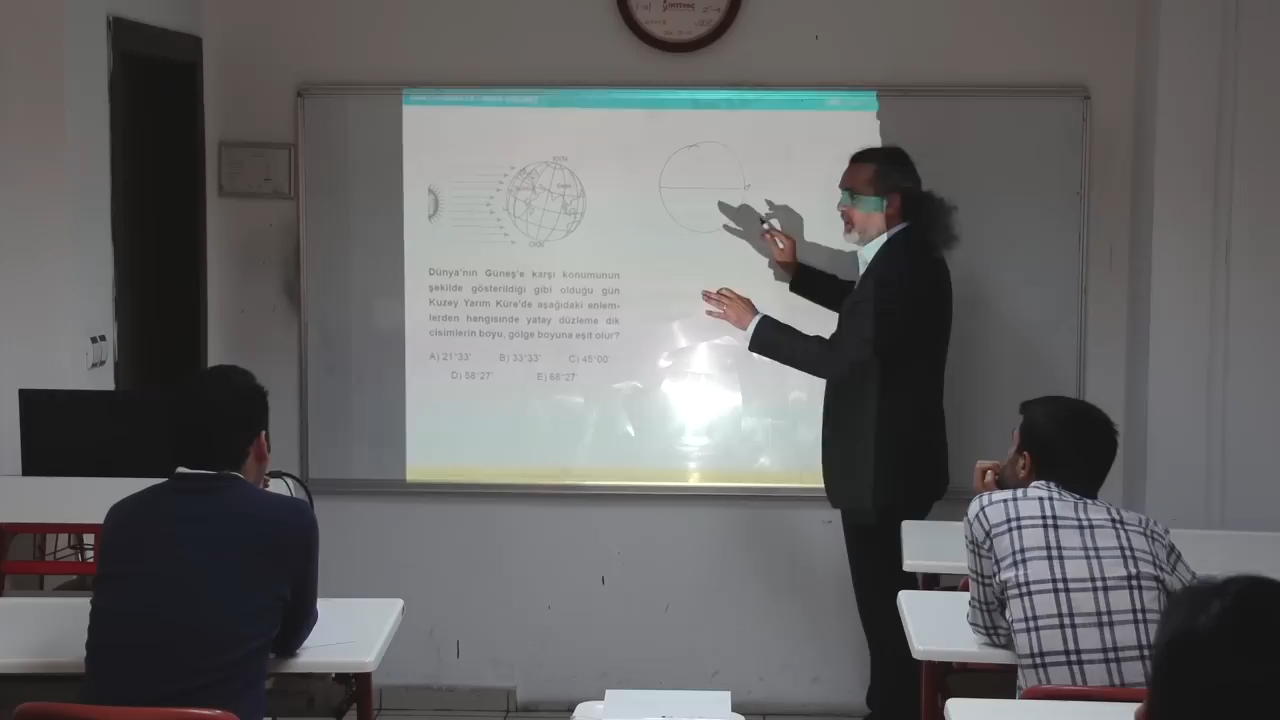 Dünya'nın Güneş'e karşı konumunun
şekilde gösterildiği gibi olduğu gün
Kuzey Yarım Küre'de aşağıdaki enlem-
lerden hangisinde yatay düzleme dik
cisimlerin boyu, gölge boyuna eşit olur?
A) 21°33' B) 33°33' C) 45°00'
D) 58°27' E) 68°27'